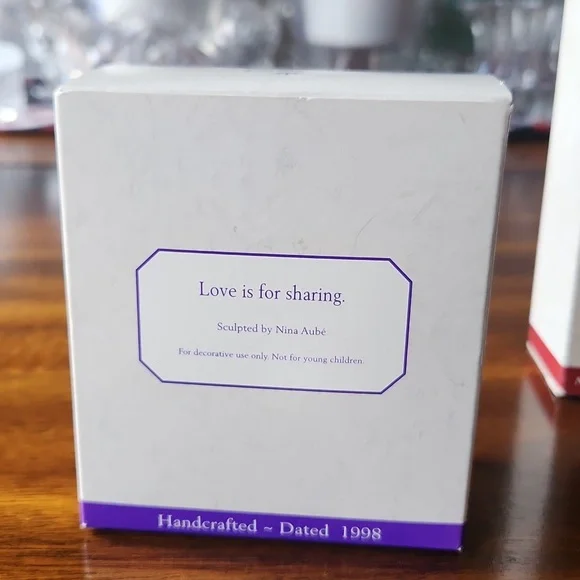 Love is for sharing.
Sculpted by Nina Aubé
For decorative use only. Not for young children.
Handcrafted ~ Dated 1998